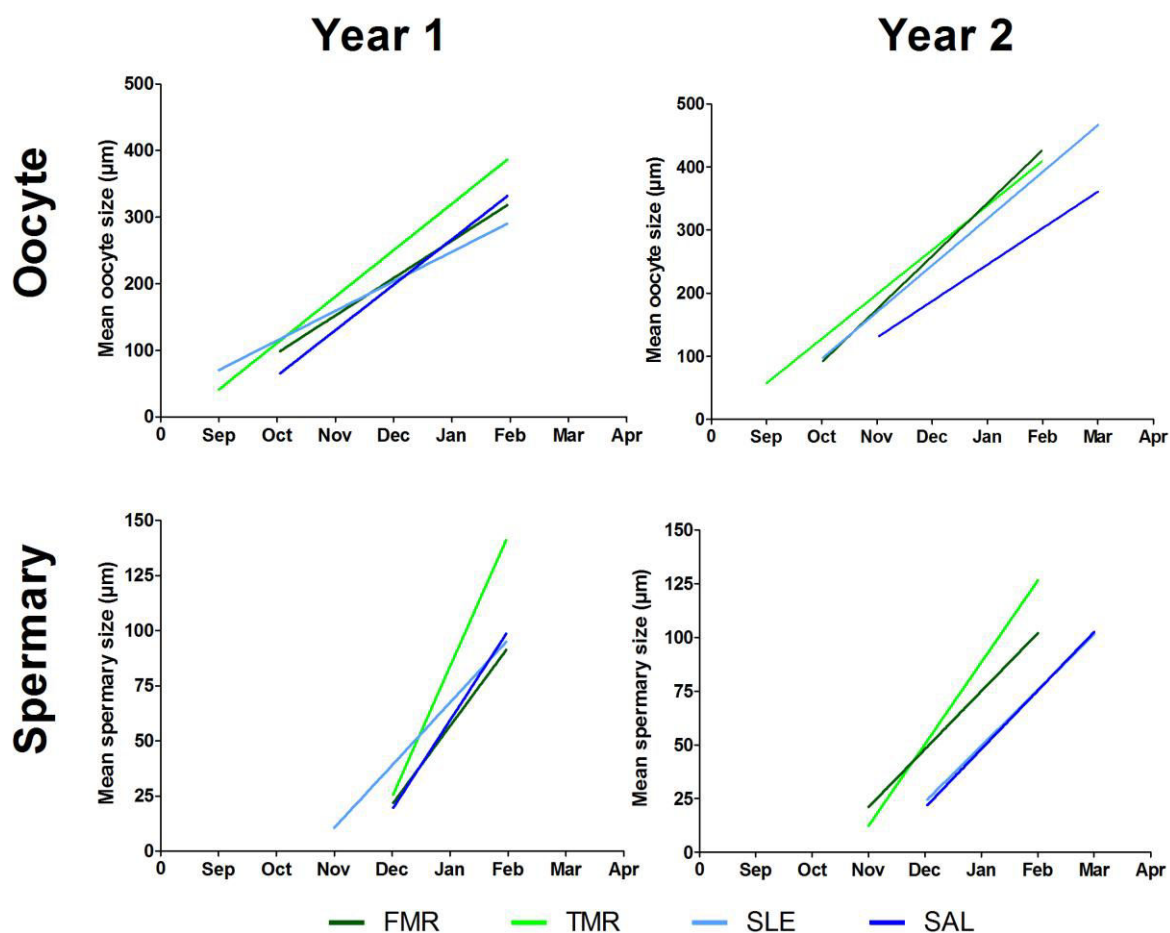 Year 1
Year 2
Oocyte
Mean oocyte size (µm)
500
400
300
200
100
0
0 Sep Oct Nov Dec Jan Feb Mar Apr
Mean oocyte size (µm)
500
400
300
200
100
0
0 Sep Oct Nov Dec Jan Feb Mar Apr
Spermary
Mean spermary size (µm)
150
125
100
75
50
25
0
0 Sep Oct Nov Dec Jan Feb Mar Apr
Mean spermary size (µm)
150
125
100
75
50
25
0
0 Sep Oct Nov Dec Jan Feb Mar Apr
FMR TMR SLE SAL